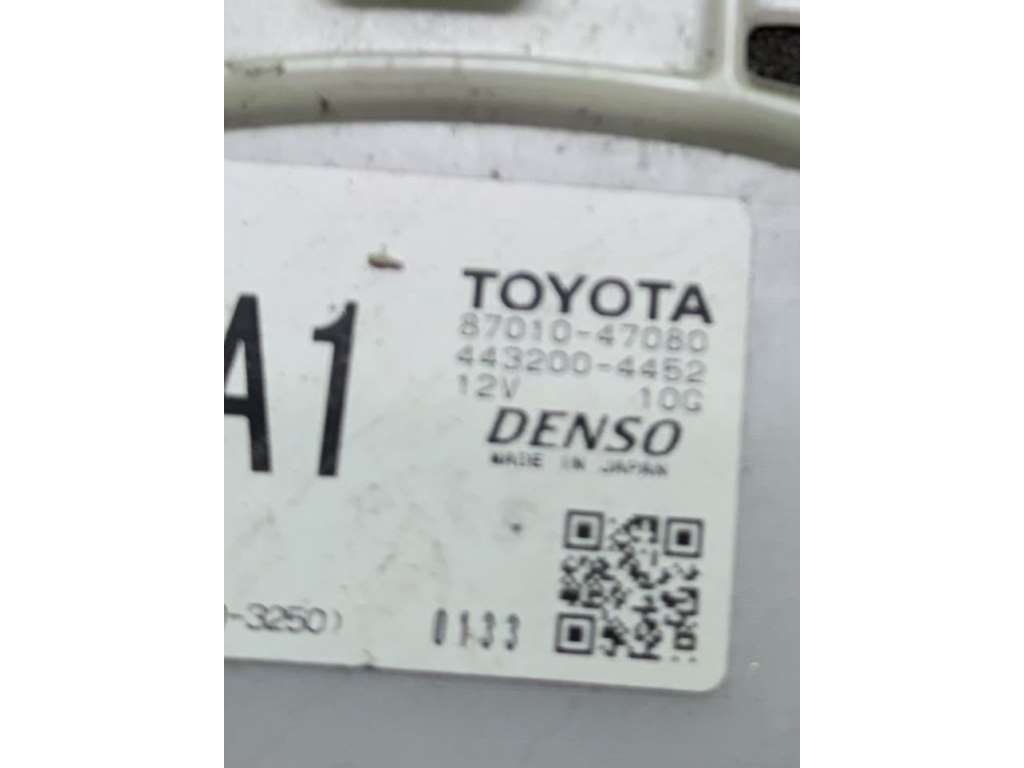 A1
TOYOTA
87010-47080
443200-4452
12V 10G
DENSO
MADE IN JAPAN
-3250)
0133